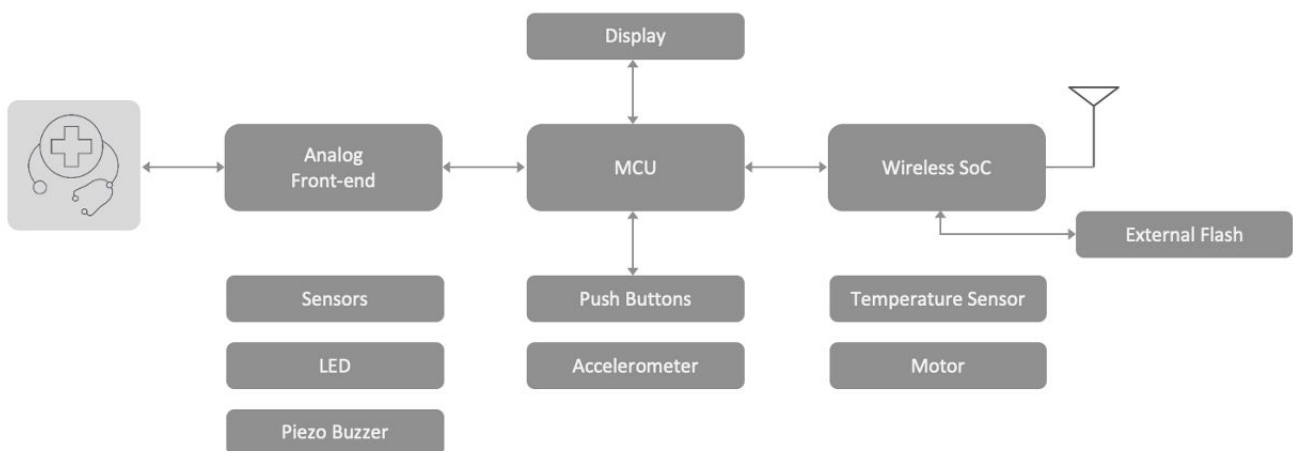 Display
Analog
Front-end
MCU
Wireless SoC
External Flash
Sensors
Push Buttons
Temperature Sensor
LED
Accelerometer
Motor
Piezo Buzzer